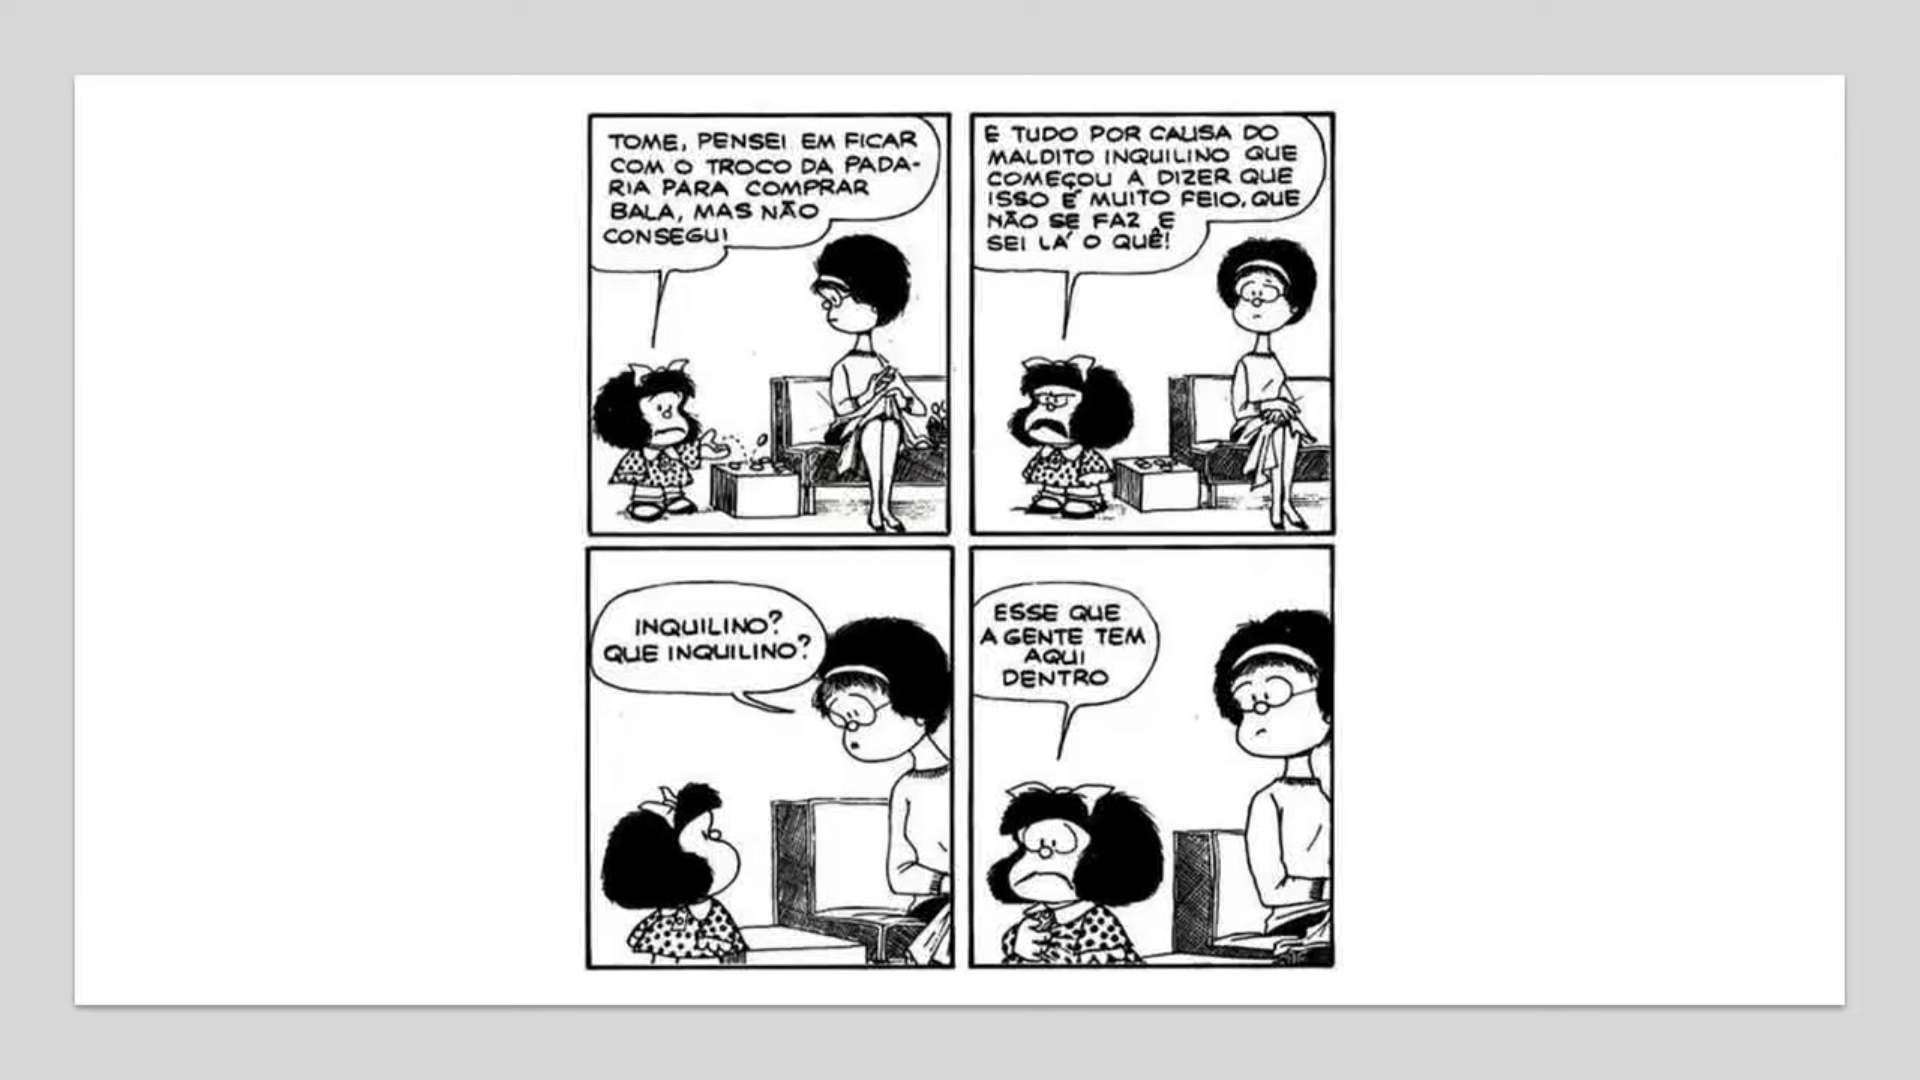 TOME, PENSEI EM FICAR
COM O TROCO DA PADA-
RIA PARA COMPRAR
BALA, MAS NÃO
CONSEGUI
E TUDO POR CAUSA DO
MALDITO INQUILINO QUE
COMEÇOU A DIZER QUE
ISSO É MUITO FEIO, QUE
NÃO SE FAZ E
SEI LÁ O QUÊ!
INQUILINO?
QUE INQUILINO?
ESSE QUE
A GENTE TEM
AQUI
DENTRO